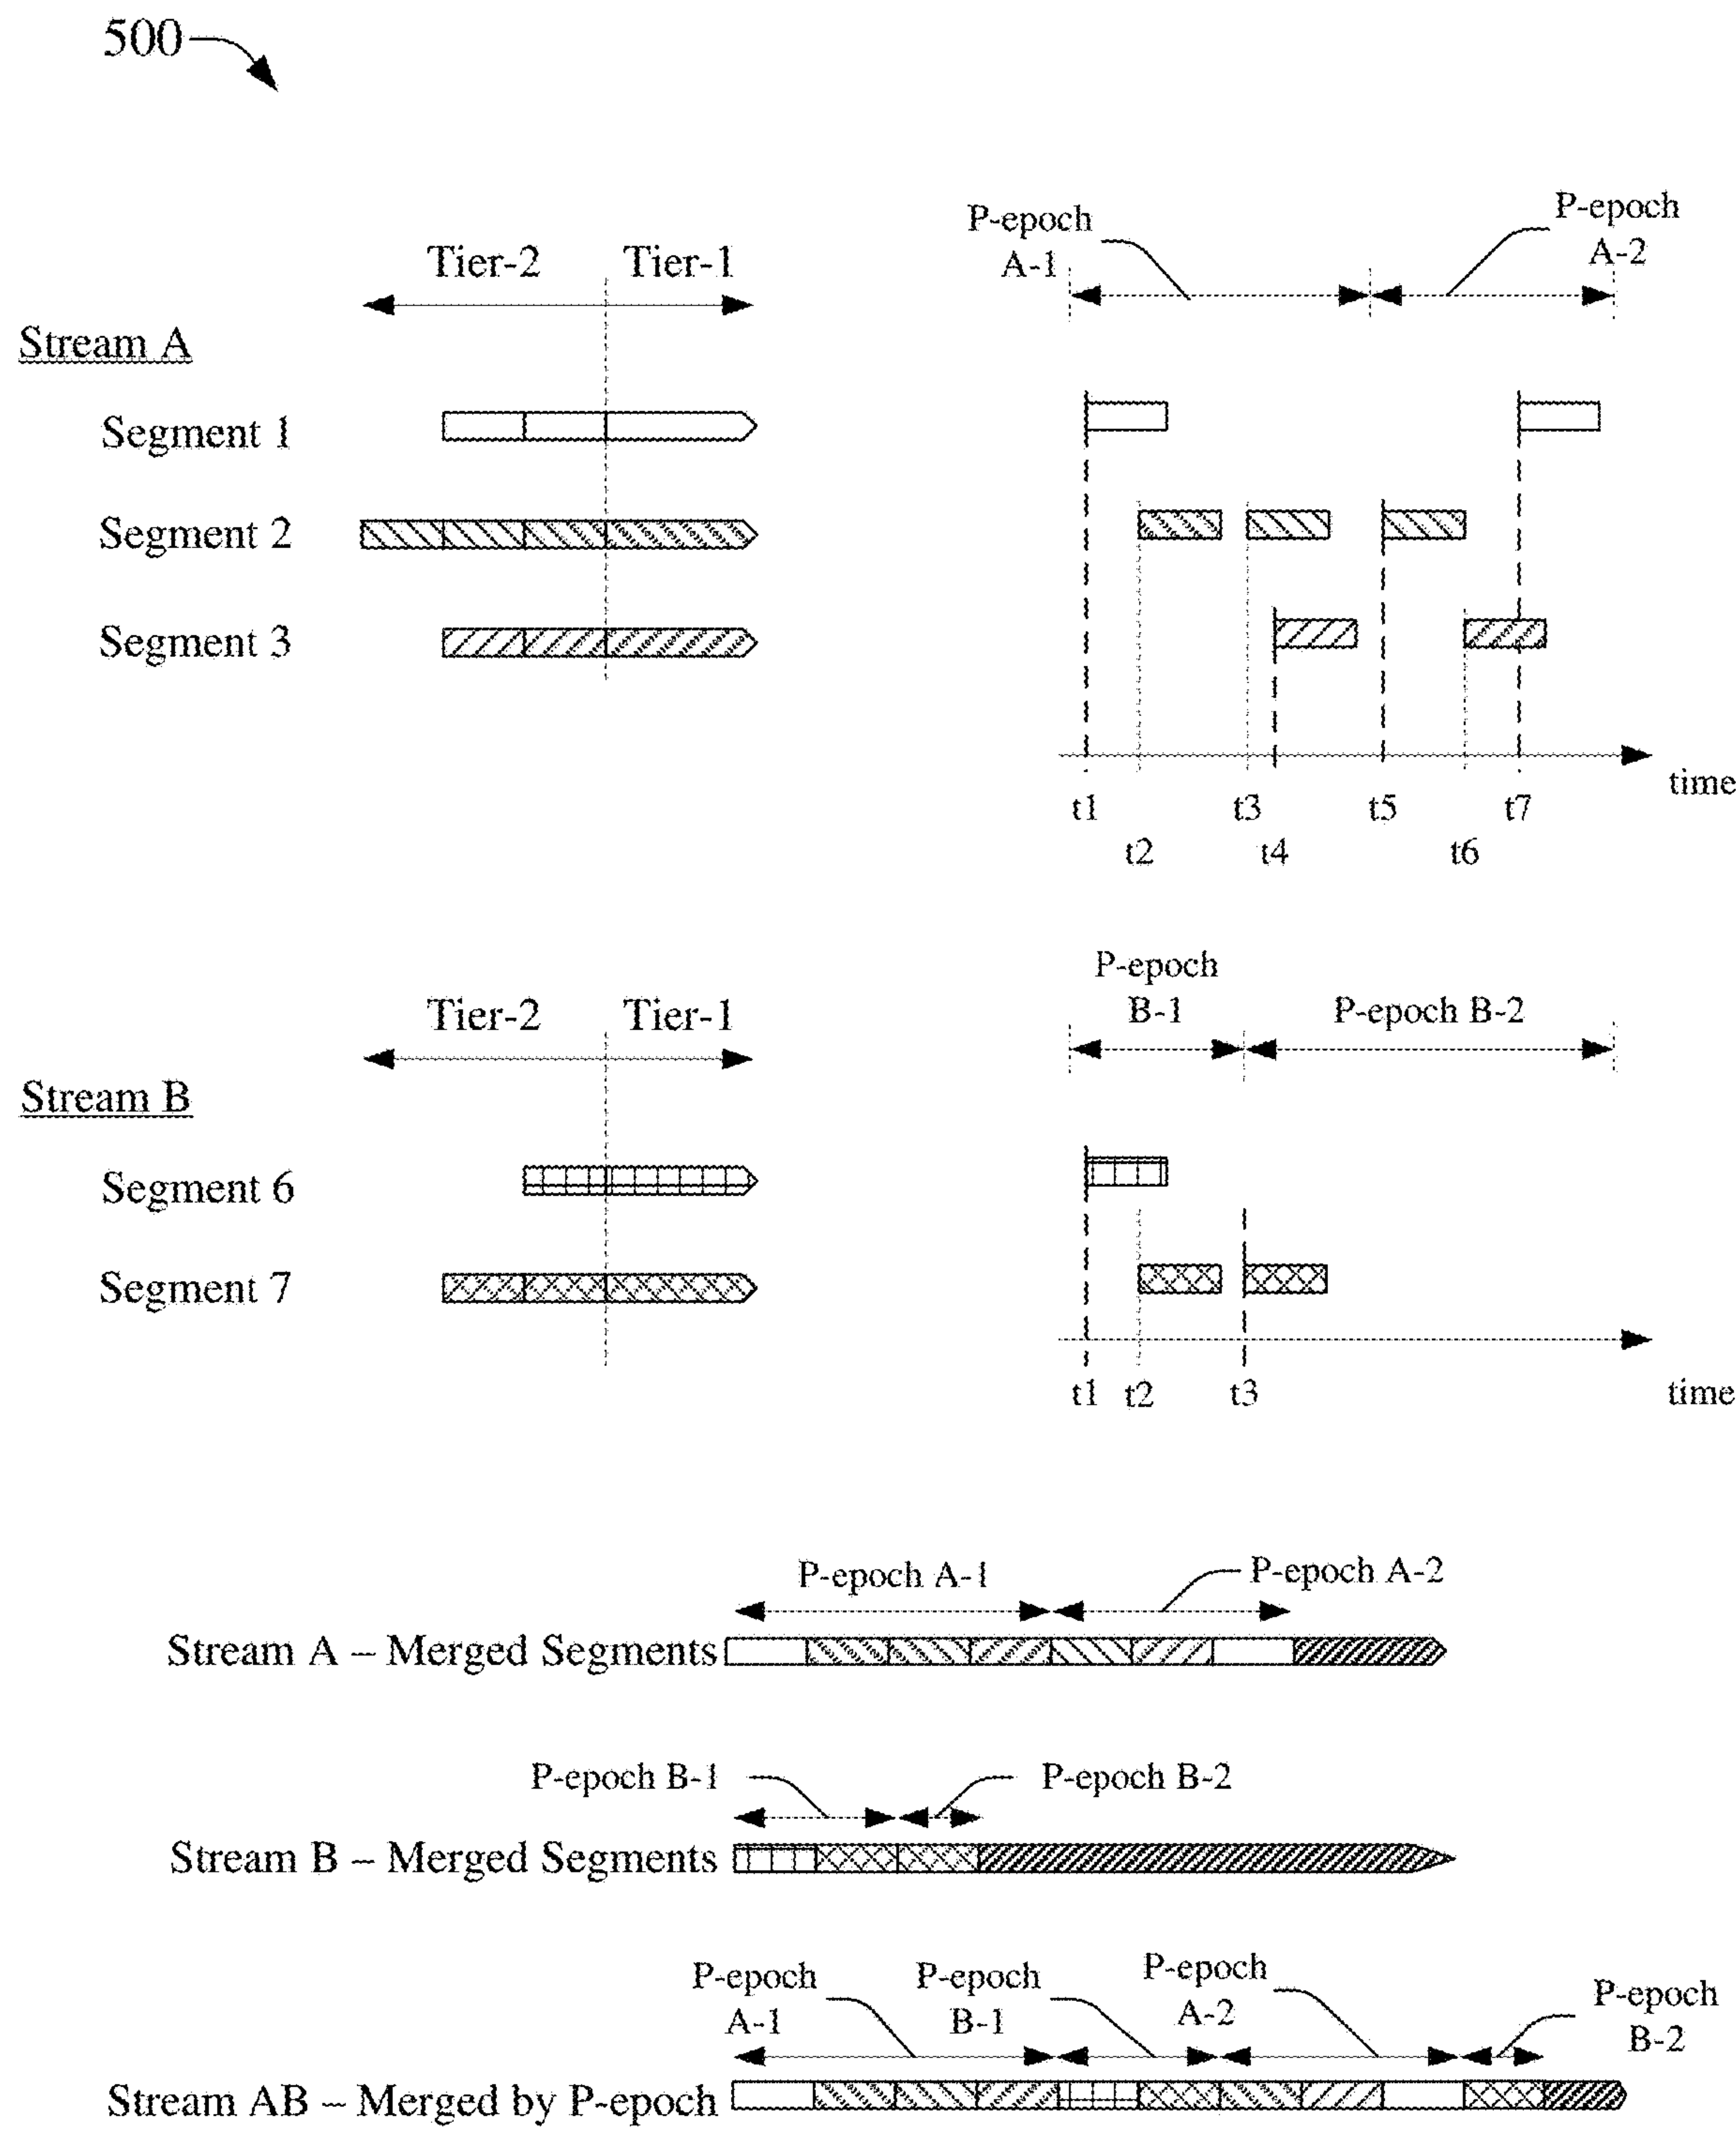 500
P-epoch
A-1
P-epoch
A-2
Tier-2 Tier-1
Stream A
Segment 1
Segment 2
Segment 3
time
t1 t3 t5 t7
t2 t4 t6
P-epoch
B-1 P-epoch B-2
Tier-2 Tier-1
Stream B
Segment 6
Segment 7
t1 t2 t3 time
P-epoch A-1 P-epoch A-2
Stream A – Merged Segments
P-epoch B-1 P-epoch B-2
Stream B – Merged Segments
P-epoch
A-1
P-epoch
B-1
P-epoch
A-2
P-epoch
B-2
Stream AB – Merged by P-epoch